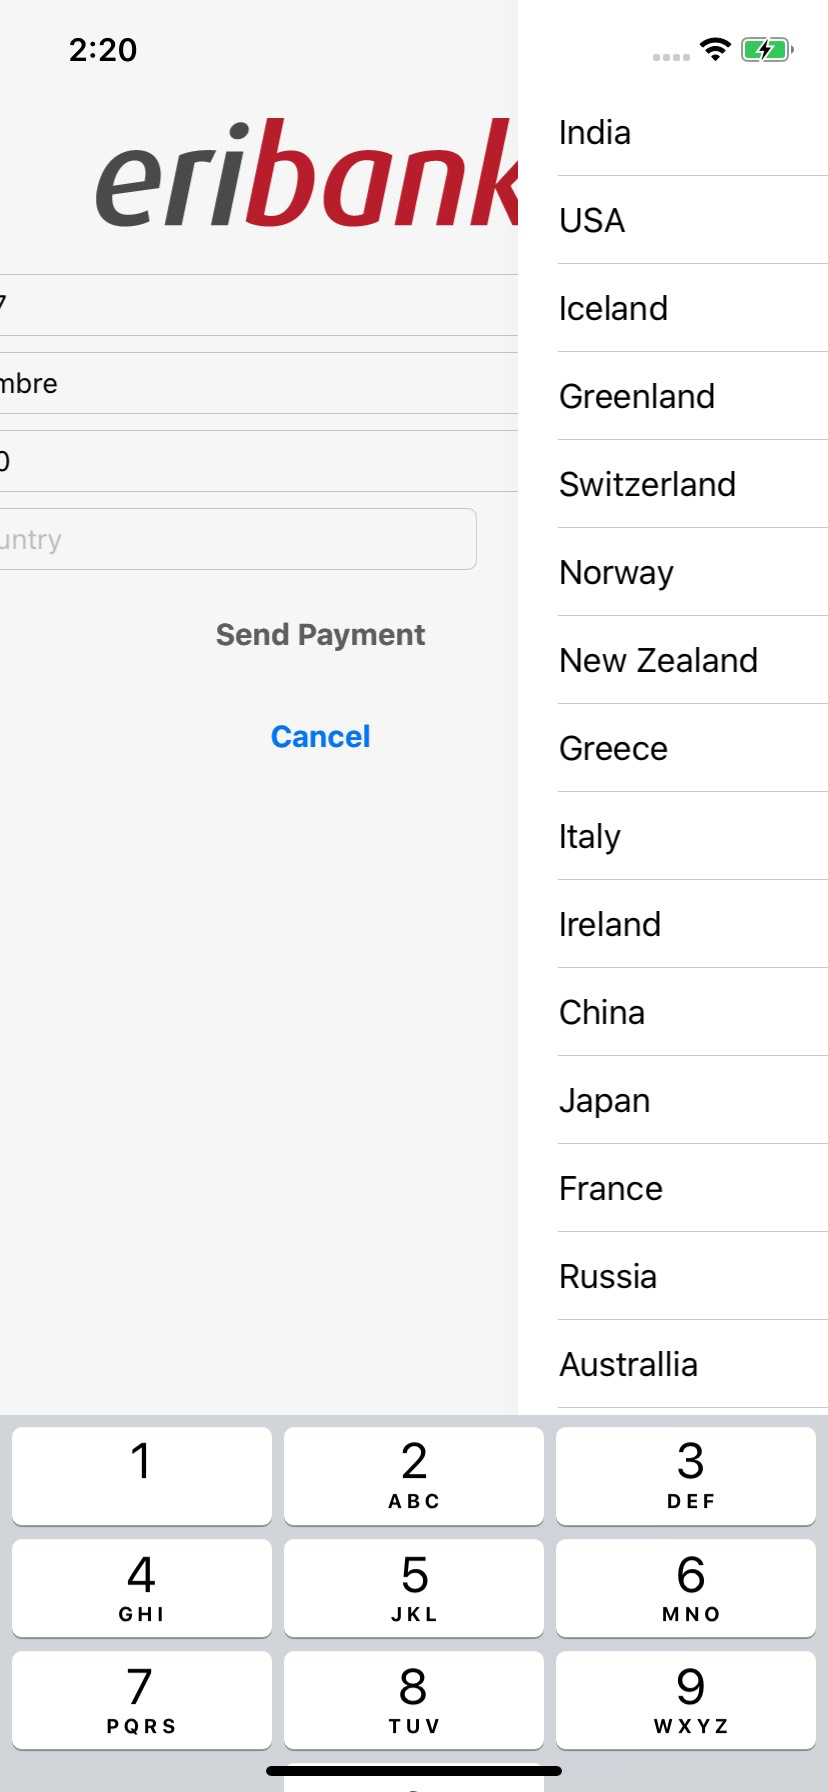 2:20
eribank
7
mbre
0
untry
Send Payment
Cancel
India
USA
Iceland
Greenland
Switzerland
Norway
New Zealand
Greece
Italy
Ireland
China
Japan
France
Russia
Australlia
1
2 ABC
3 DEF
4 GHI
5 JKL
6 MNO
7 PQRS
8 TUV
9 WXYZ